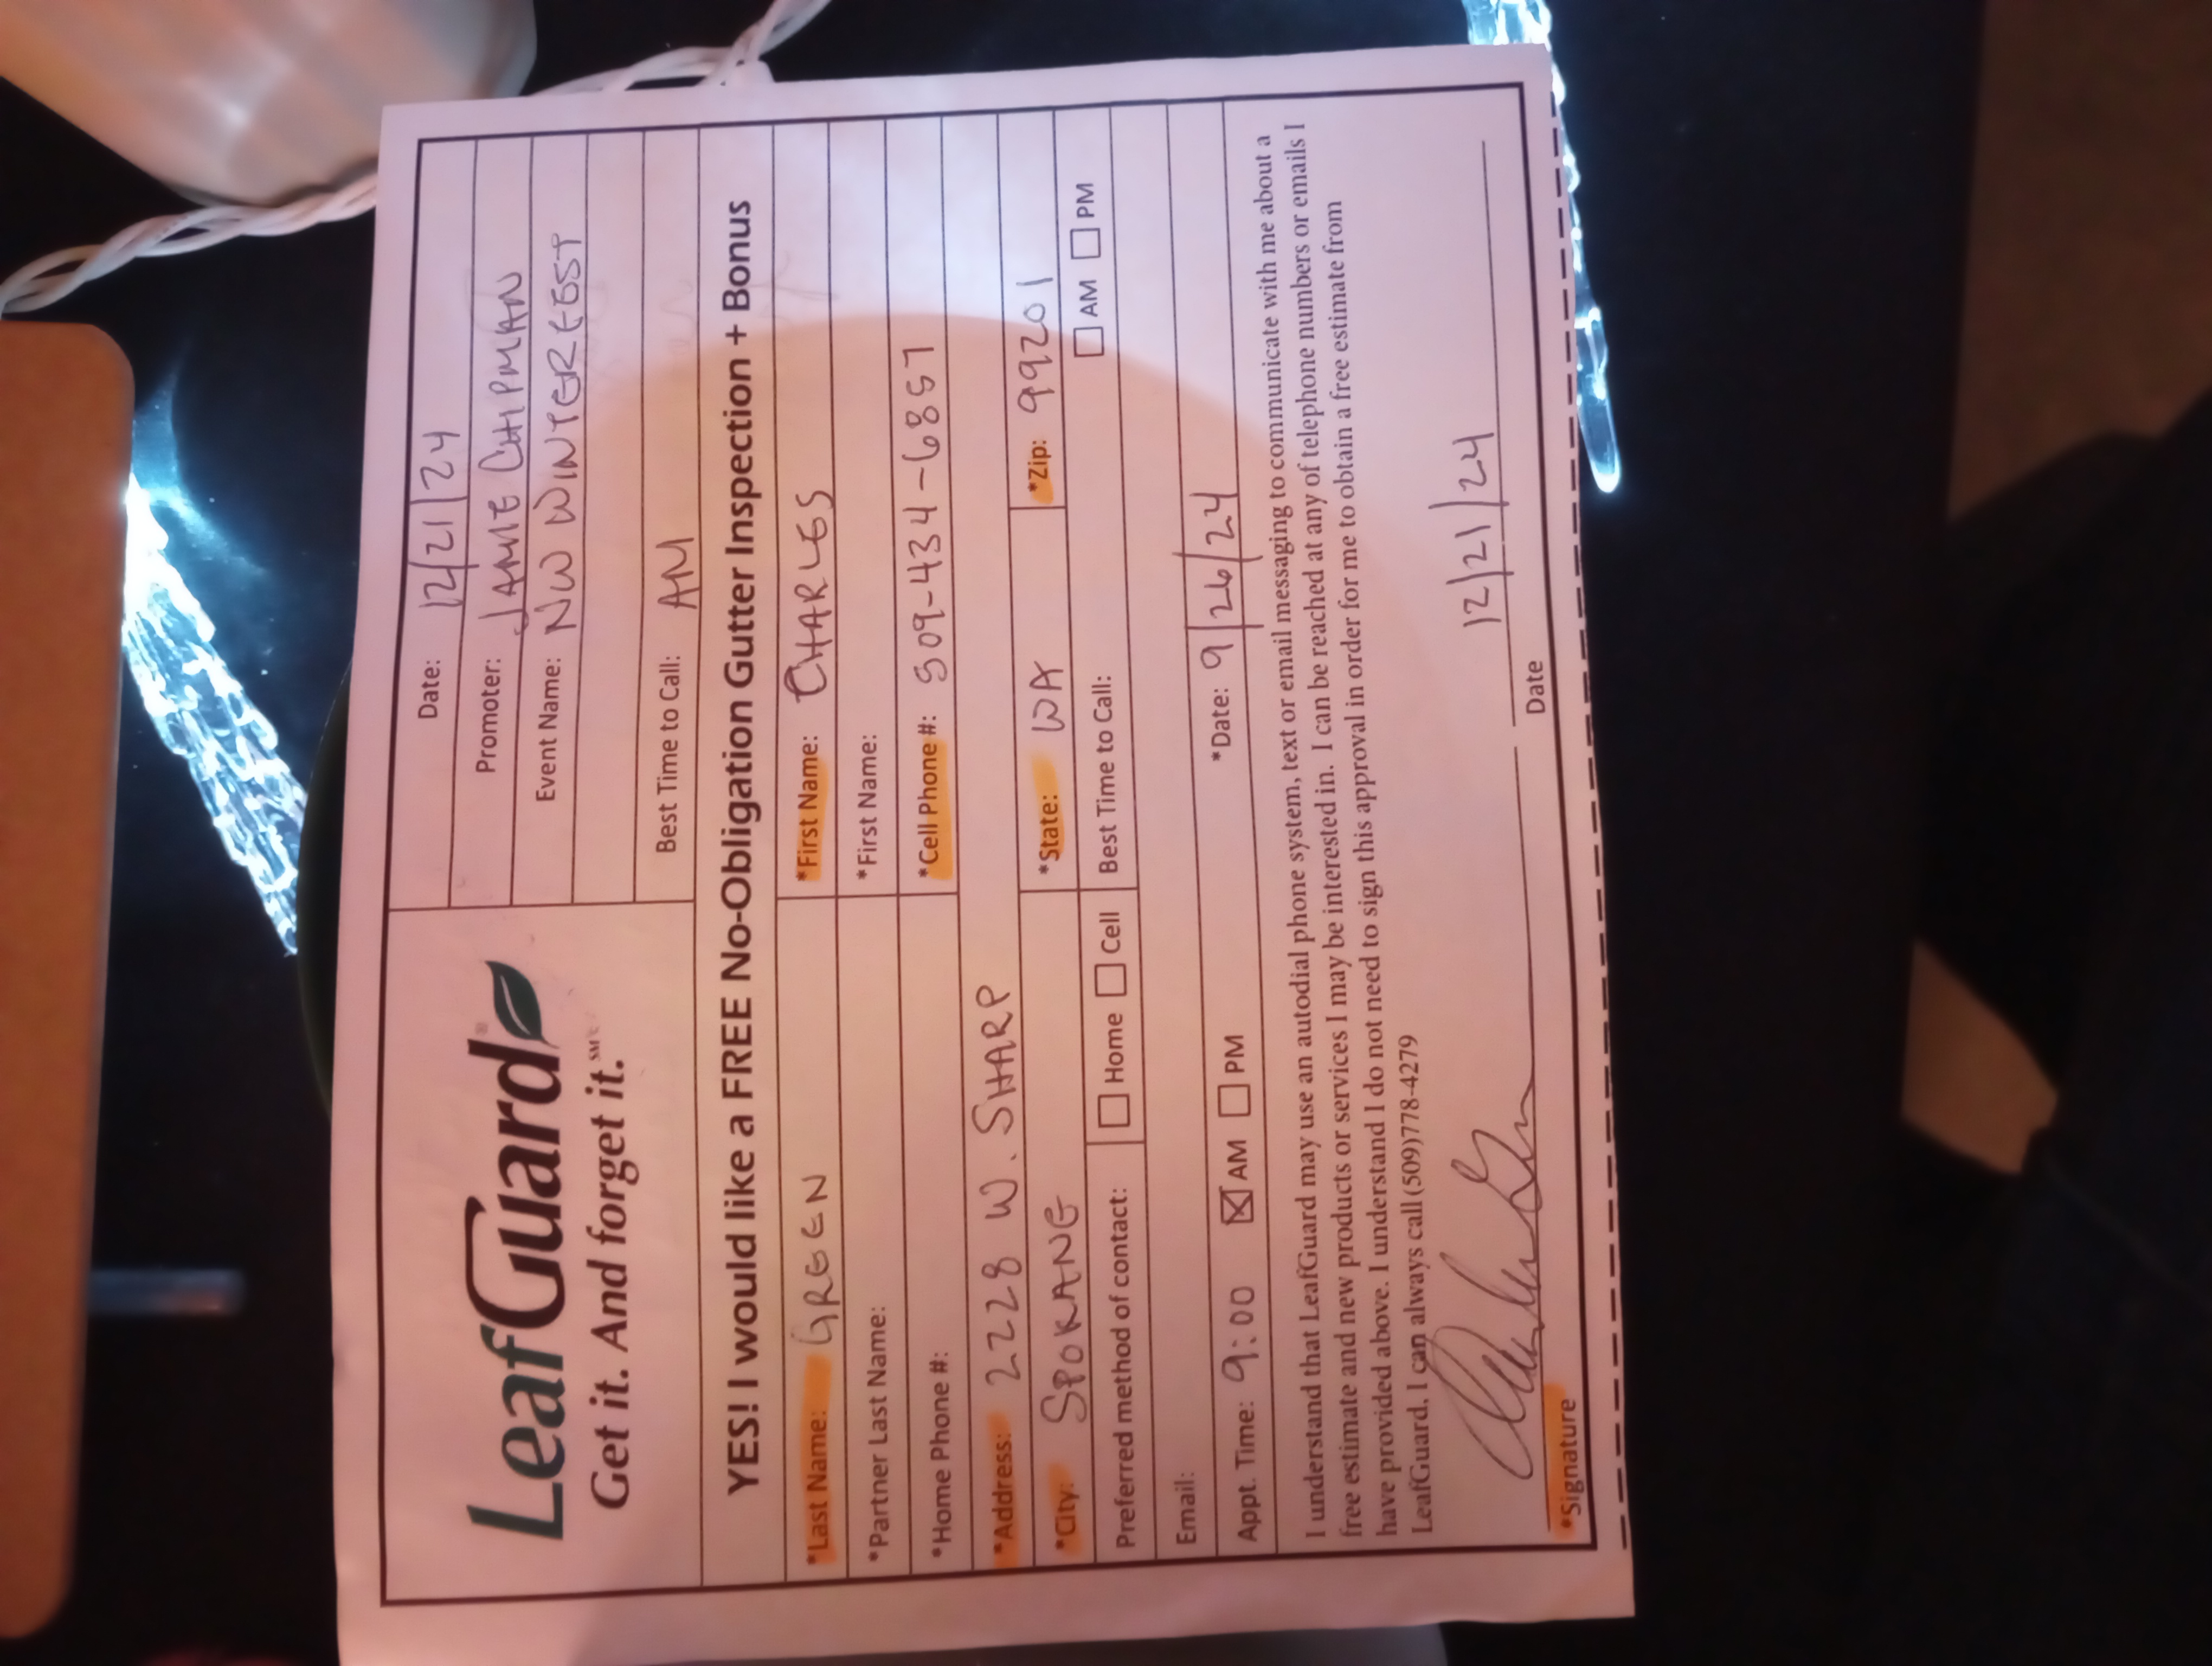 LeafGuard®
Get it. And forget it.℠
Date: 12/21/24
Promoter: JAMIE CHIPMAN
Event Name: NW WINTERFEST
Best Time to Call: AM
YES! I would like a FREE No-Obligation Gutter Inspection + Bonus
*Last Name: GREEN *First Name: CHARLES
*Partner Last Name: *First Name:
*Home Phone #: *Cell Phone #: 509-434-6857
*Address: 2228 W. SHARP
*City: SPOKANE *State: WA *Zip: 99201
Preferred method of contact: ☐ Home ☐ Cell Best Time to Call: ☐ AM ☐ PM
Email:
Appt. Time: 9:00 ☒ AM ☐ PM *Date: 9/26/24
I understand that LeafGuard may use an autodial phone system, text or email messaging to communicate with me about a
free estimate and new products or services I may be interested in. I can be reached at any of telephone numbers or emails I
have provided above. I understand I do not need to sign this approval in order for me to obtain a free estimate from
LeafGuard, I can always call (509)778-4279
12/21/24
*Signature Date